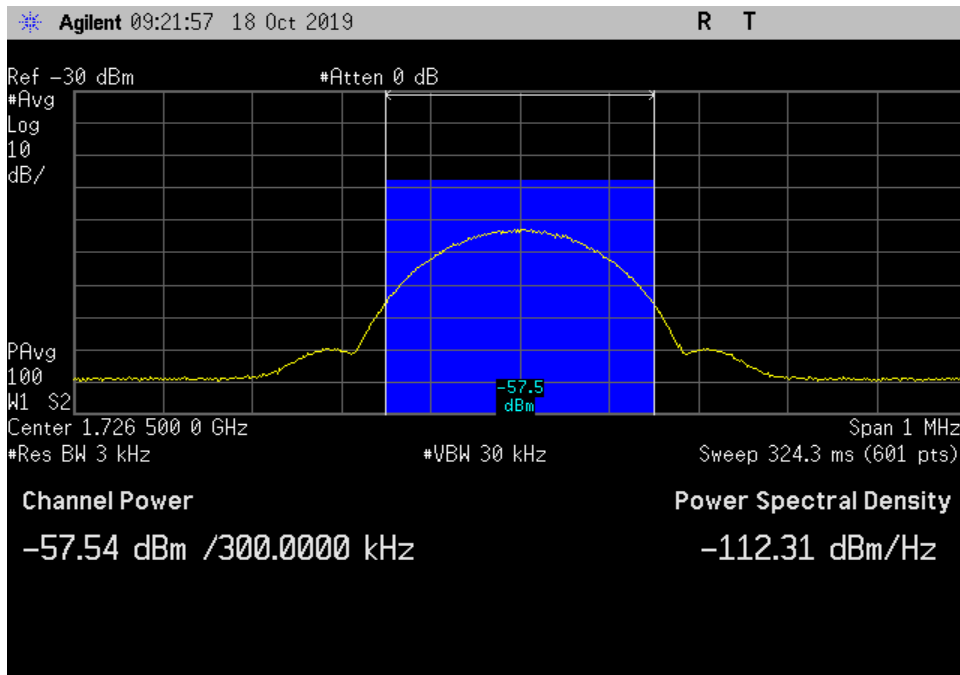 Agilent 09:21:57 18 Oct 2019 R T
Ref -30 dBm #Atten 0 dB
#Avg
Log
10
dB/
PAvg
100
W1 S2
-57.5
dBm
Center 1.726 500 0 GHz Span 1 MHz
#Res BW 3 kHz #VBW 30 kHz Sweep 324.3 ms (601 pts)
Channel Power Power Spectral Density
-57.54 dBm /300.0000 kHz -112.31 dBm/Hz